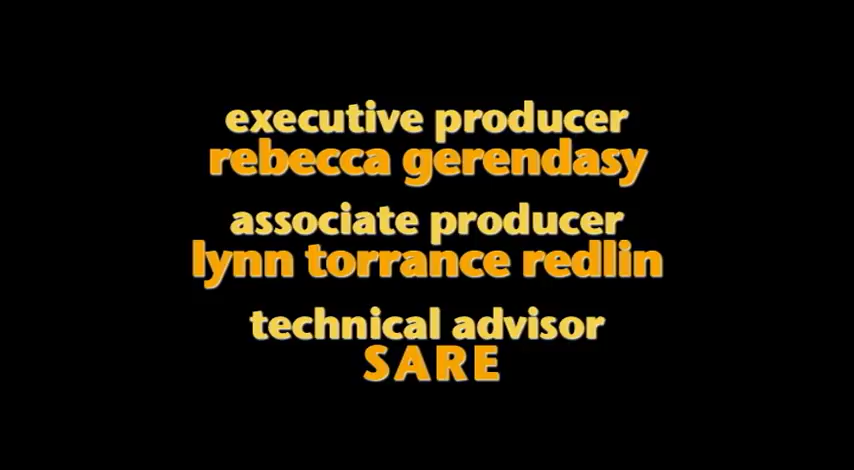 executive producer
rebecca gerendasy
associate producer
lynn torrance redlin
technical advisor
SARE